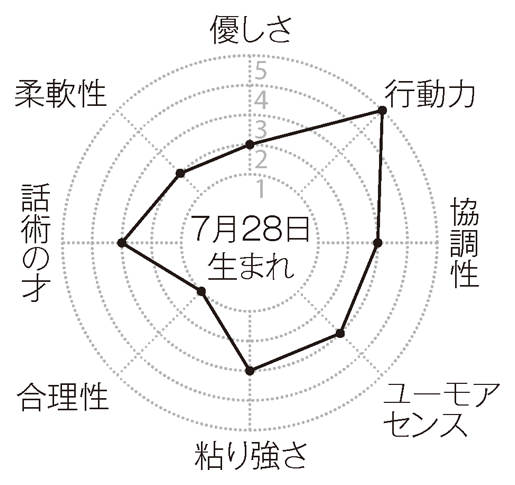 優しさ
行動力
協調性
ユーモア
センス
粘り強さ
合理性
話術の才
柔軟性
5
4
3
2
1
7月28日
生まれ